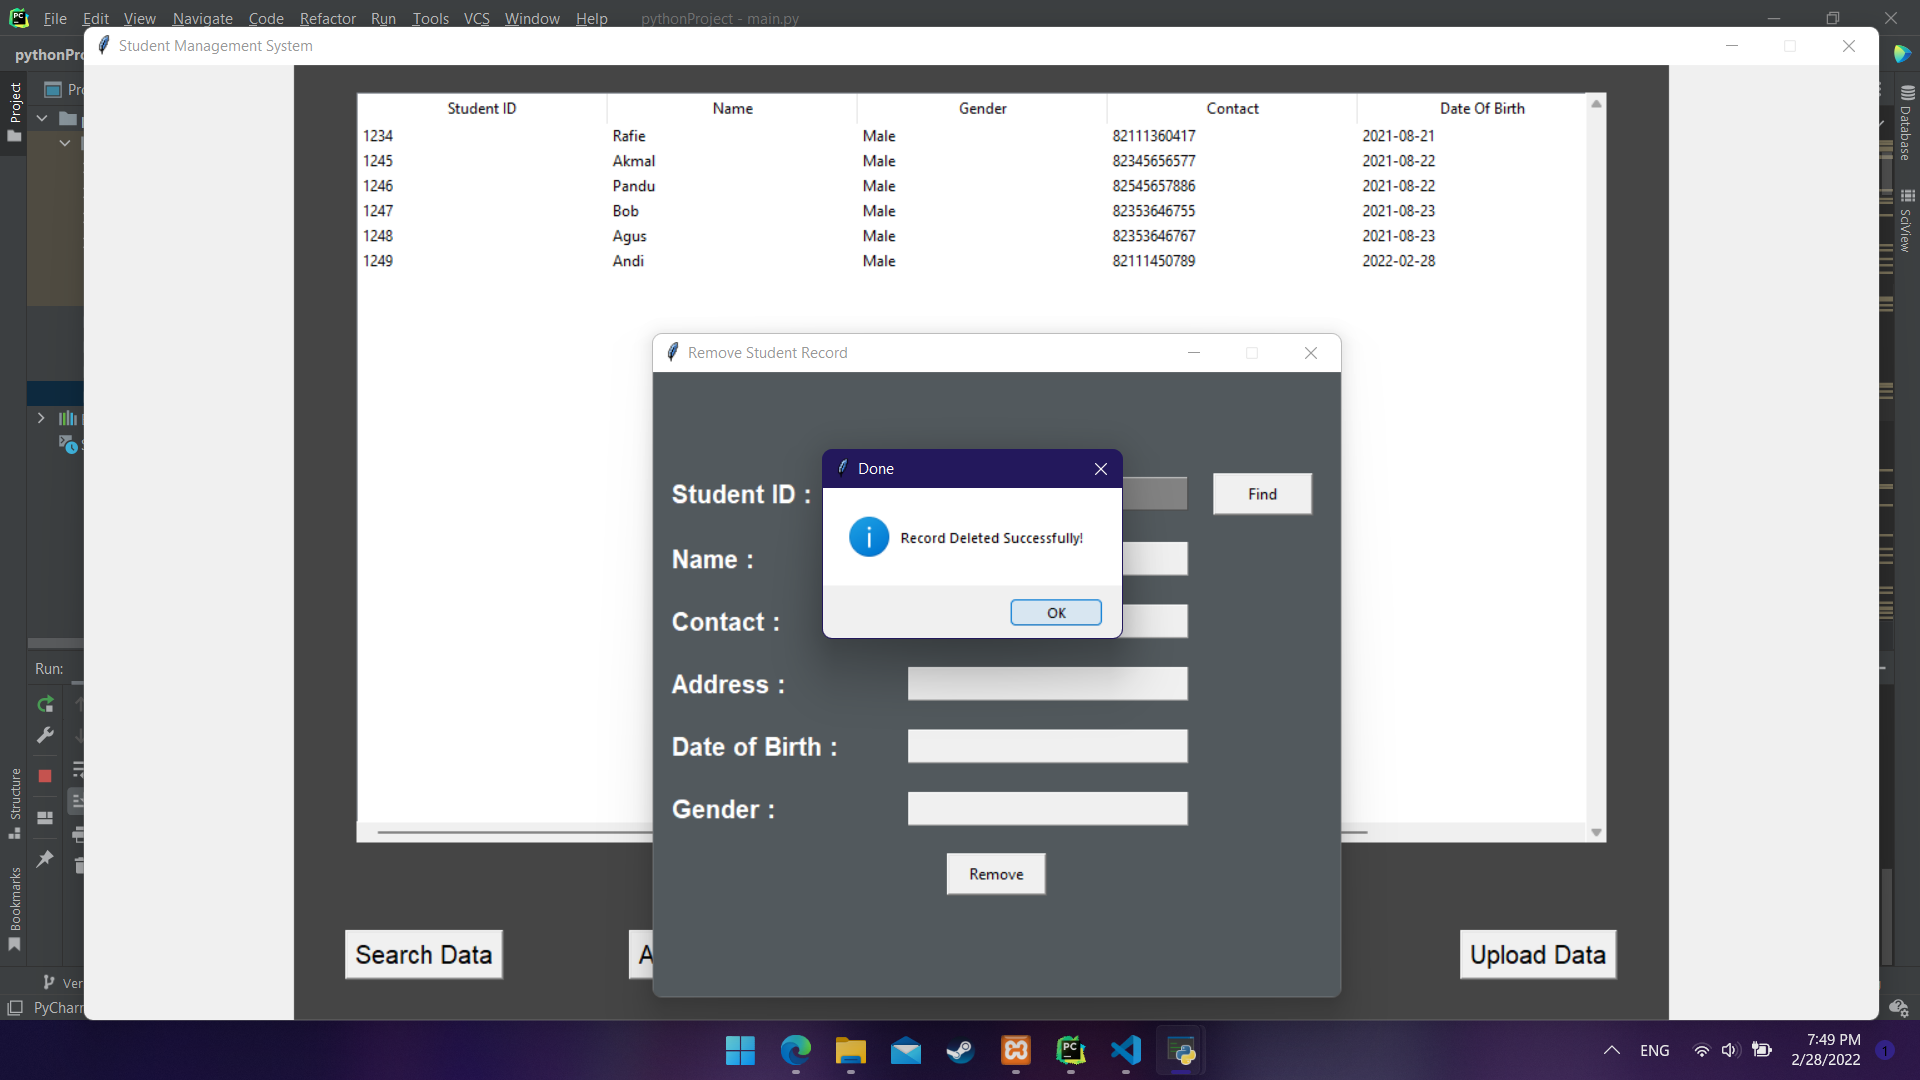 File Edit View Navigate Code Refactor Run Tools VCS Window Help pythonProject - main.py
pythonPr
Student Management System
Project
Pr
Student ID Name Gender Contact Date Of Birth
1234 Rafie Male 82111360417 2021-08-21
1245 Akmal Male 82345656577 2021-08-22
1246 Pandu Male 82545657886 2021-08-22
1247 Bob Male 82353646755 2021-08-23
1248 Agus Male 82353646767 2021-08-23
1249 Andi Male 82111450789 2022-02-28
Database
SciView
Remove Student Record
Done
Student ID :
Find
Record Deleted Successfully!
Name :
OK
Contact :
Address :
Date of Birth :
Gender :
Remove
Run:
Structure
Bookmarks
Search Data
A
Upload Data
Ver
PyCharm
ENG
7:49 PM
2/28/2022
1